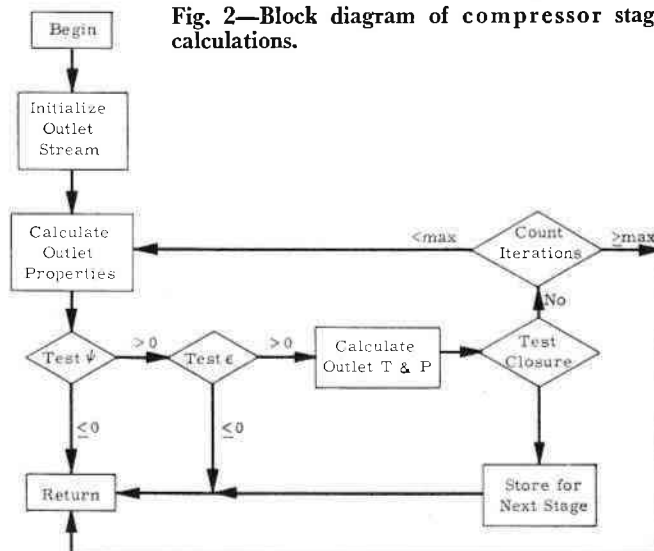 Fig. 2—Block diagram of compressor stag
calculations.
Begin
Initialize
Outlet
Stream
Calculate
Outlet
Properties
<max
Count
Iterations
≥max
No
Test ψ
>0
Test ϵ
>0
Calculate
Outlet T & P
Test
Closure
≤0
≤0
Return
Store for
Next Stage